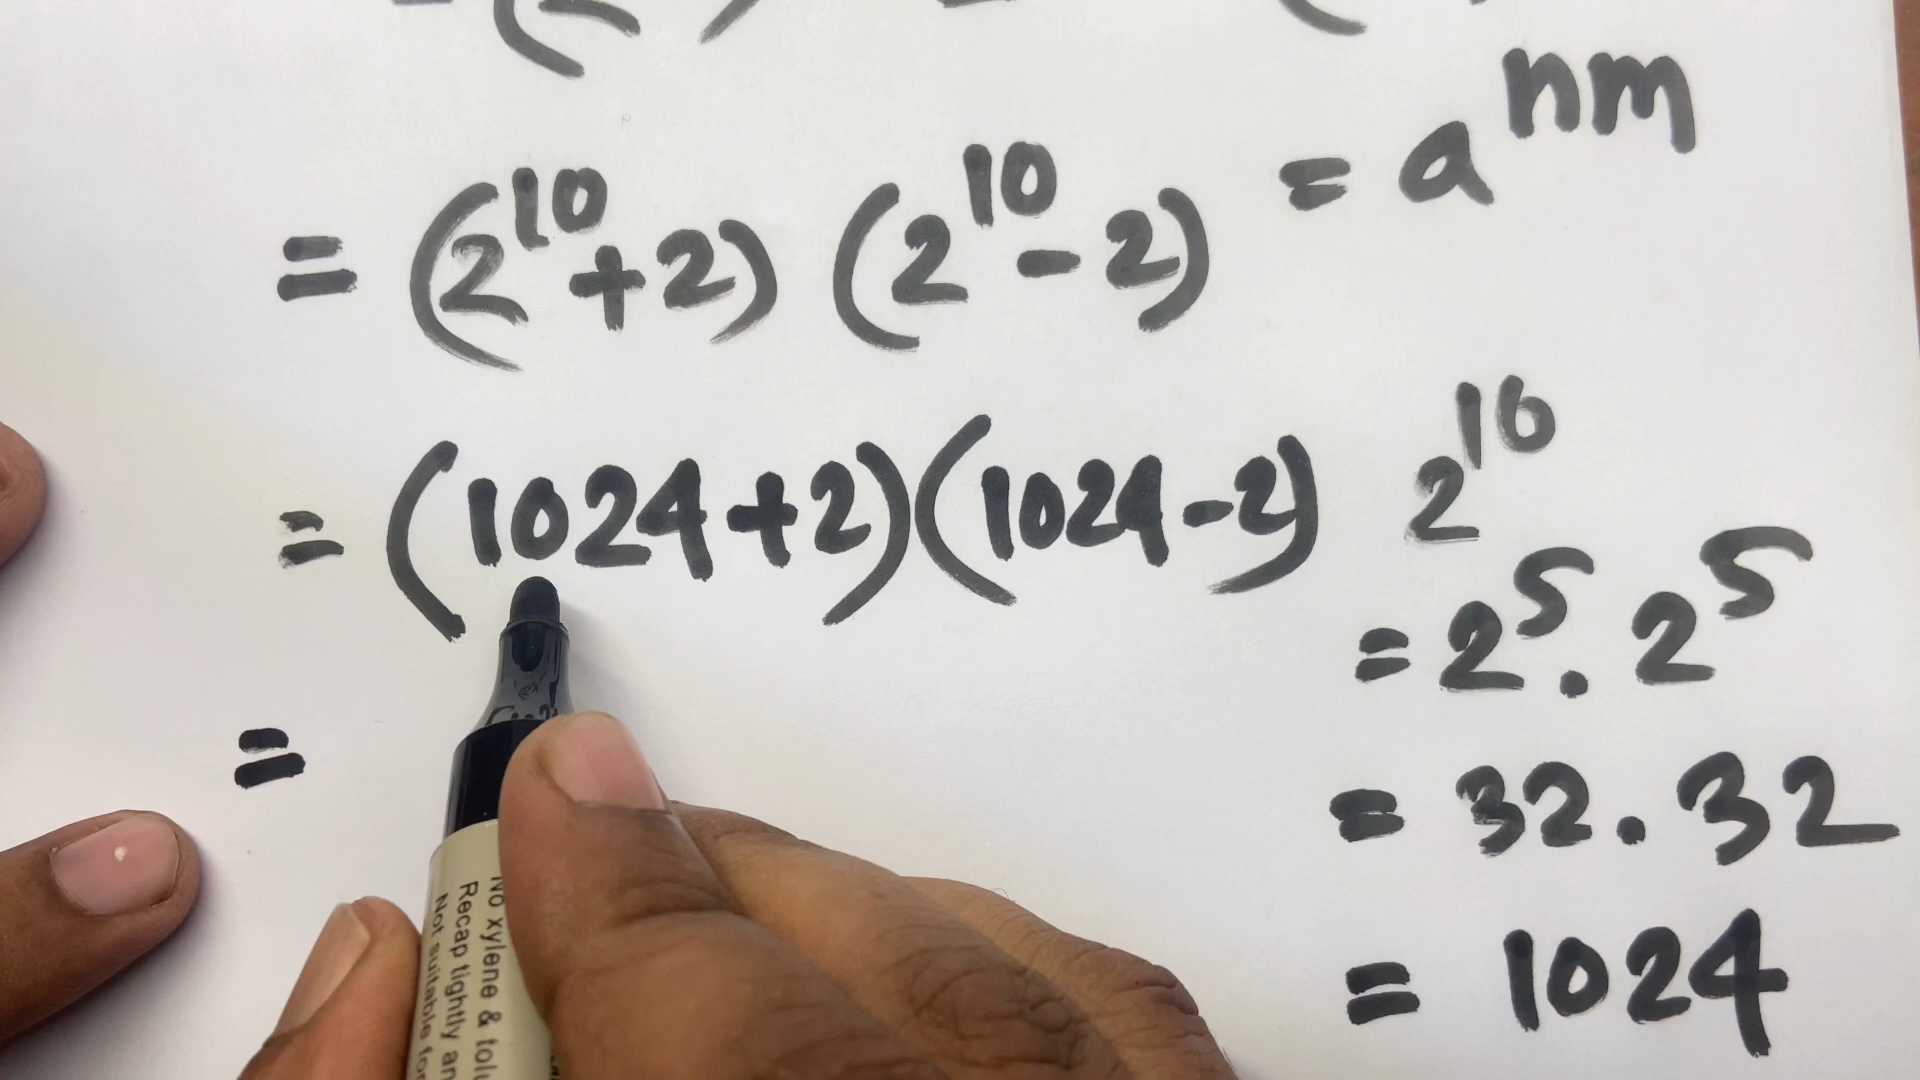 = (2^10 + 2) (2^10 - 2)
= a^nm
= (1024+2)(1024-2)
=
2^10
= 2^5 . 2^5
= 32 . 32
= 1024
No xylene & tolu
Recap tightly an
Not suitable for